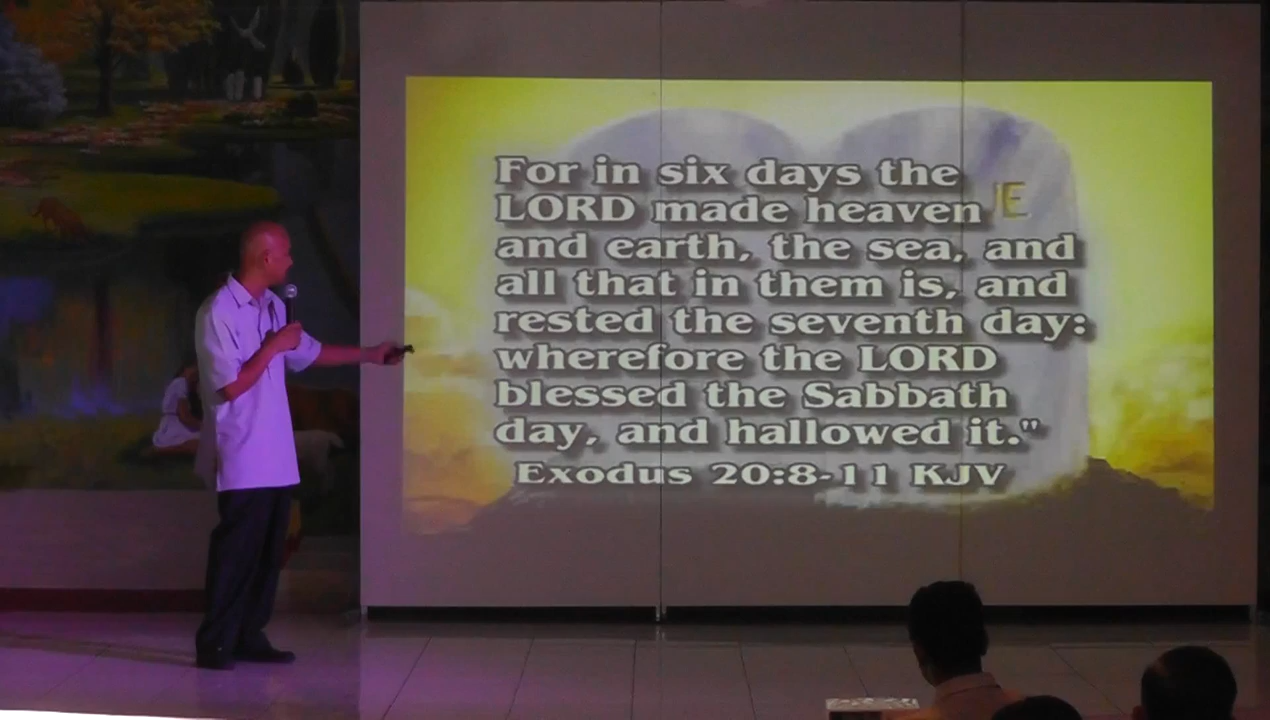 For in six days the
LORD made heaven
and earth, the sea, and
all that in them is, and
rested the seventh day:
wherefore the LORD
blessed the Sabbath
day, and hallowed it."
Exodus 20:8-11 KJV